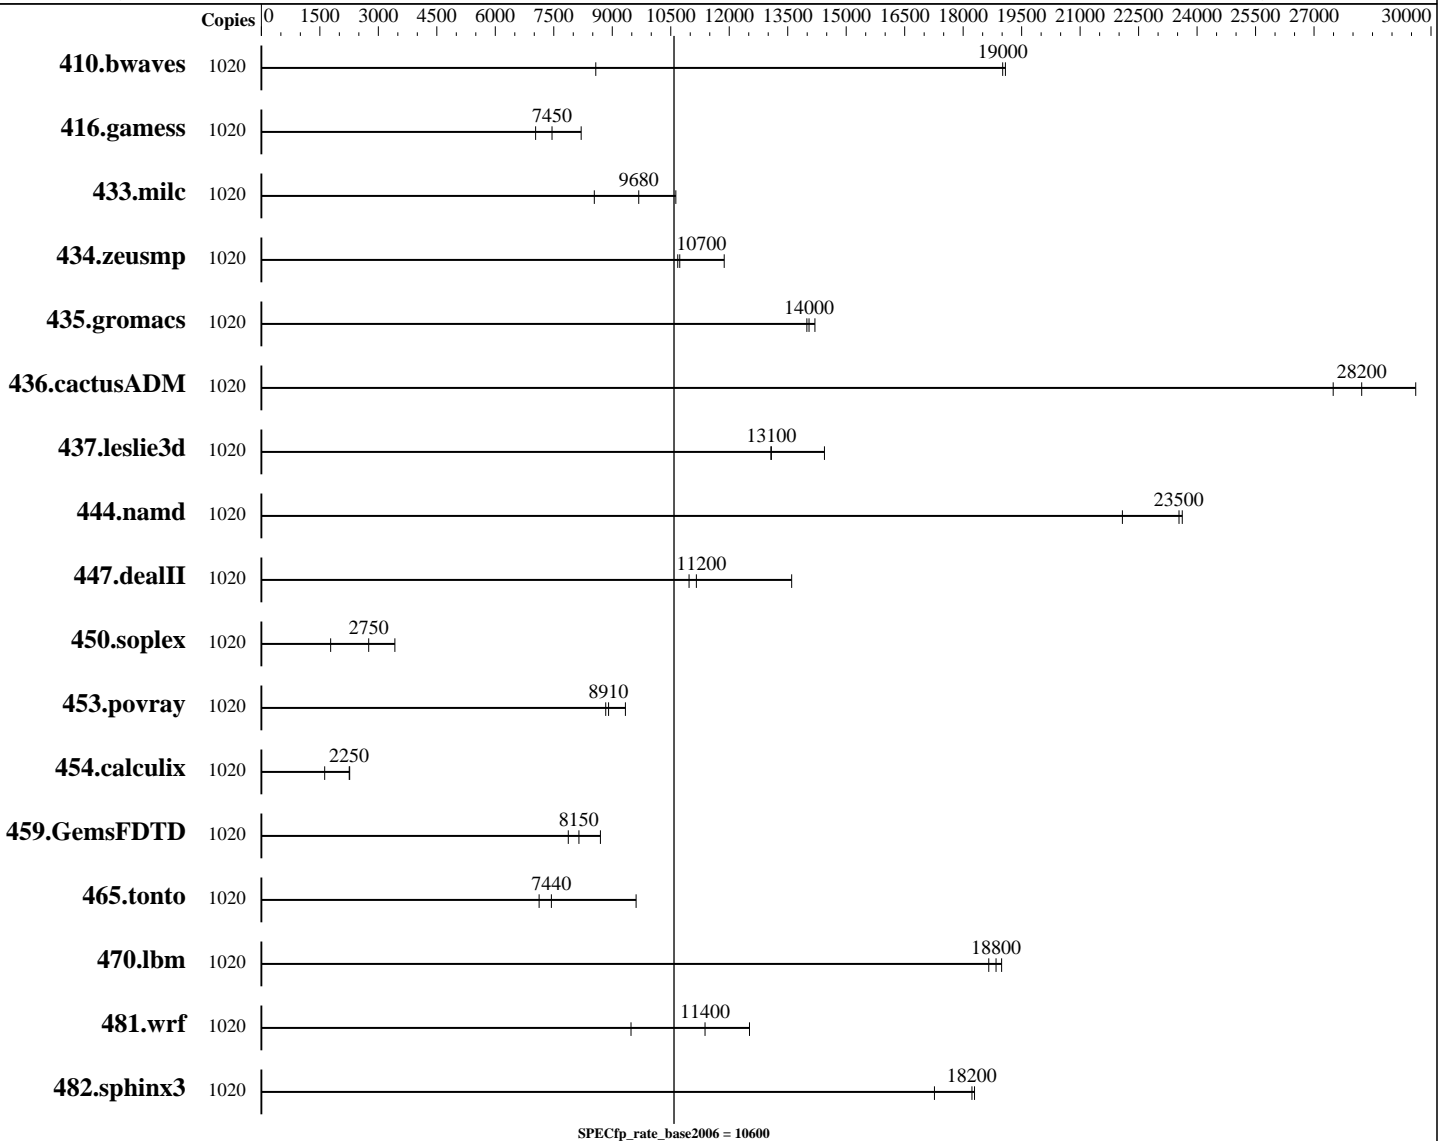 Copies 0 1500 3000 4500 6000 7500 9000 10500 12000 13500 15000 16500 18000 19500 21000 22500 24000 25500 27000 30000
410.bwaves 1020 19000
416.gamess 1020 7450
433.milc 1020 9680
434.zeusmp 1020 10700
435.gromacs 1020 14000
436.cactusADM 1020 28200
437.leslie3d 1020 13100
444.namd 1020 23500
447.dealII 1020 11200
450.soplex 1020 2750
453.povray 1020 8910
454.calculix 1020 2250
459.GemsFDTD 1020 8150
465.tonto 1020 7440
470.lbm 1020 18800
481.wrf 1020 11400
482.sphinx3 1020 18200
SPECfp_rate_base2006 = 10600